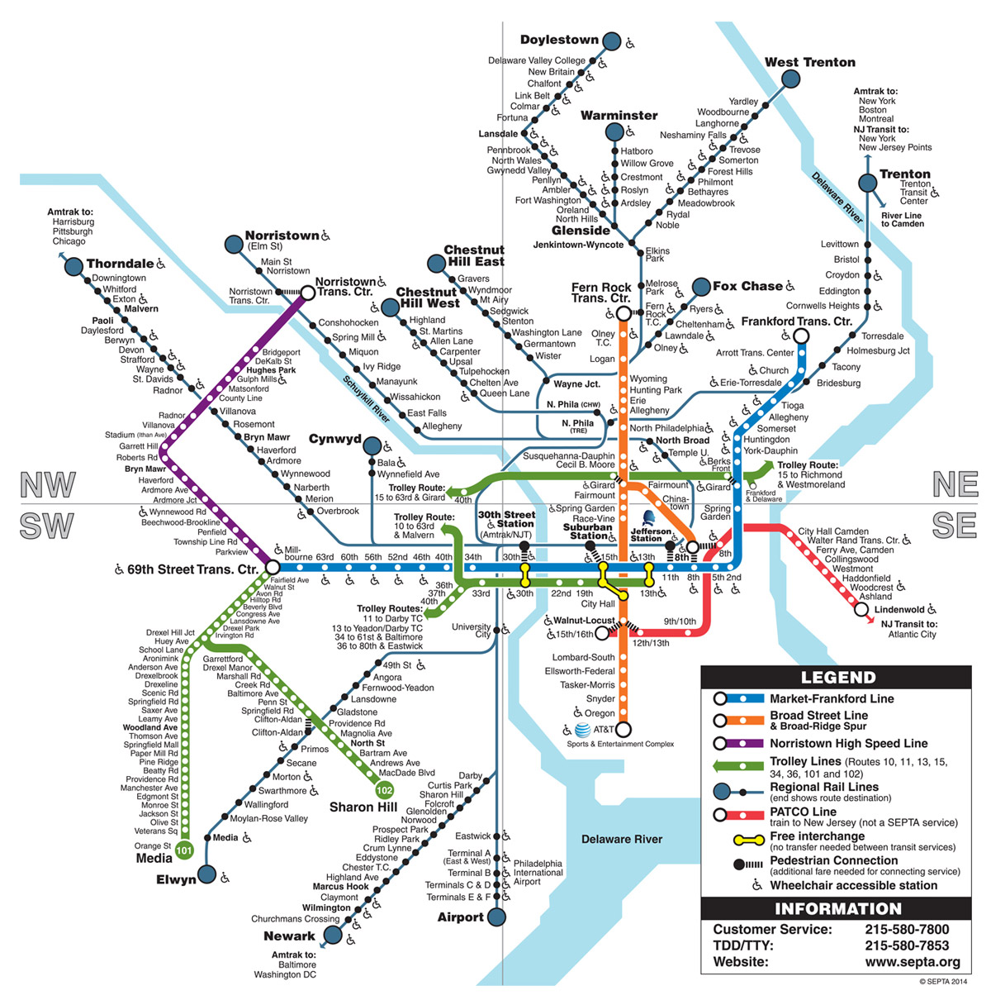 Doylestown
Delaware Valley College
New Britain
Chalfont
Link Belt
Colmar
Fortuna
Lansdale
Pennbrook
North Wales
Gwynedd Valley
Penllyn
Ambler
Fort Washington
Oreland
North Hills
Glenside
Jenkintown-Wyncote
Warminster
Hatboro
Willow Grove
Crestmont
Roslyn
Ardsley
West Trenton
Yardley
Woodbourne
Langhorne
Neshaminy Falls
Trevose
Somerton
Forest Hills
Philmont
Bethayres
Meadowbrook
Rydal
Noble
Elkins
Park
Melrose
Park
Fern
Rock
T.C.
Amtrak to:
New York
Boston
Montreal
NJ Transit to:
New York
New Jersey Points
Trenton
Trenton
Transit
Center
River Line
to Camden
Delaware River
Levittown
Bristol
Croydon
Eddington
Cornwells Heights
Torresdale
Holmesburg Jct
Tacony
Bridesburg
Amtrak to:
Harrisburg
Pittsburgh
Chicago
Thorndale
Downingtown
Whitford
Exton
Malvern
Paoli
Daylesford
Berwyn
Devon
Strafford
Wayne
St. Davids
Radnor
Villanova
Rosemont
Bryn Mawr
Haverford
Ardmore
Wynnewood
Narberth
Merion
Overbrook
Norristown
(Elm St)
Main St
Norristown
Norristown
Trans. Ctr.
Norristown
Trans. Ctr.
Conshohocken
Spring Mill
Miquon
Ivy Ridge
Manayunk
Wissahickon
East Falls
Allegheny
Schuylkill River
Bridgeport
DeKalb St
Hughes Park
Gulph Mills
Matsonford
County Line
Radnor
Villanova
Stadium (Ithan Ave)
Garrett Hill
Roberts Rd
Bryn Mawr
Haverford
Ardmore Ave
Ardmore Jct
Wynnewood Rd
Beechwood-Brookline
Penfield
Township Line Rd
Parkview
69th Street Trans. Ctr.
Chestnut
Hill East
Gravers
Wyndmoor
Mt Airy
Sedgwick
Stenton
Washington Lane
Germantown
Wister
Wayne Jct.
Chestnut
Hill West
Highland
St. Martins
Allen Lane
Carpenter
Upsal
Tulpehocken
Chelten Ave
Queen Lane
N. Phila (CHW)
N. Phila
(TRE)
Cynwyd
Bala
Wynnefield Ave
Fern Rock
Trans. Ctr.
Olney
T.C.
Logan
Wyoming
Hunting Park
Erie
Allegheny
North Philadelphia
North Broad
Temple U.
Susquehanna-Dauphin
Cecil B. Moore
Girard
Fairmount
Fairmount
Spring Garden
Race-Vine
China-
town
Fox Chase
Ryers
Cheltenham
Lawndale
Olney
Frankford Trans. Ctr.
Arrott Trans. Center
Church
Erie-Torresdale
Tioga
Allegheny
Somerset
Huntingdon
York-Dauphin
Berks
Front
Girard
Spring
Garden
Trolley Route:
15 to Richmond
& Westmoreland
Frankford
& Delaware
Trolley Route:
15 to 63rd & Girard
40th
Trolley Route:
10 to 63rd
& Malvern
NW
SW
NE
SE
30th Street
Station
(Amtrak/NJT)
Suburban
Station
Jefferson
Station
8th
8th
Mill-
bourne
63rd
60th
56th
52nd
46th
40th
34th
30th
15th
13th
11th
8th
5th
2nd
36th
37th
40th
33rd
30th
22nd
19th
13th
City Hall
Trolley Routes:
11 to Darby TC
13 to Yeadon/Darby TC
34 to 61st & Baltimore
36 to 80th & Eastwick
University
City
Walnut-Locust
15th/16th
12th/13th
9th/10th
Lombard-South
Ellsworth-Federal
Tasker-Morris
Snyder
Oregon
AT&T
at&t
Sports & Entertainment Complex
City Hall Camden
Walter Rand Trans. Ctr.
Ferry Ave, Camden
Collingswood
Westmont
Haddonfield
Woodcrest
Ashland
Lindenwold
NJ Transit to:
Atlantic City
Fairfield Ave
Walnut St
Avon Rd
Hilltop Rd
Beverly Blvd
Congress Ave
Lansdowne Ave
Drexel Park
Irvington Rd
Drexel Hill Jct
Huey Ave
School Lane
Aronimink
Anderson Ave
Drexelbrook
Drexeline
Scenic Rd
Springfield Rd
Saxer Ave
Leamy Ave
Woodland Ave
Thomson Ave
Springfield Mall
Paper Mill Rd
Pine Ridge
Beatty Rd
Providence Rd
Manchester Ave
Edgmont St
Monroe St
Jackson St
Olive St
Veterans Sq
Orange St
Media
101
Garrettford
Drexel Manor
Marshall Rd
Creek Rd
Baltimore Ave
Penn St
Springfield Rd
Clifton-Aldan
Clifton-Aldan
Providence Rd
Magnolia Ave
North St
Bartram Ave
Andrews Ave
MacDade Blvd
102
Sharon Hill
49th St
Angora
Fernwood-Yeadon
Lansdowne
Gladstone
Primos
Secane
Morton
Swarthmore
Wallingford
Moylan-Rose Valley
Media
Elwyn
Darby
Curtis Park
Sharon Hill
Folcroft
Glenolden
Norwood
Prospect Park
Ridley Park
Crum Lynne
Eddystone
Chester T.C.
Highland Ave
Marcus Hook
Claymont
Wilmington
Churchmans Crossing
Newark
Amtrak to:
Baltimore
Washington DC
Eastwick
Terminal A
(East & West)
Terminal B
Terminals C & D
Terminals E & F
Philadelphia
International
Airport
Airport
Delaware River
LEGEND
Market-Frankford Line
Broad Street Line
& Broad-Ridge Spur
Norristown High Speed Line
Trolley Lines (Routes 10, 11, 13, 15,
34, 36, 101 and 102)
Regional Rail Lines
(end shows route destination)
PATCO Line
train to New Jersey (not a SEPTA service)
Free interchange
(no transfer needed between transit services)
Pedestrian Connection
(additional fare needed for connecting service)
Wheelchair accessible station
INFORMATION
Customer Service: 215-580-7800
TDD/TTY: 215-580-7853
Website: www.septa.org
© SEPTA 2014